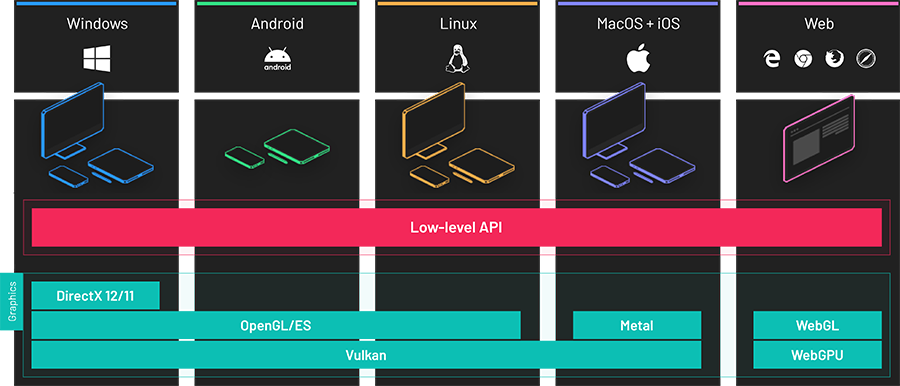 Windows
Android
Linux
MacOS + iOS
Web
android
Low-level API
Graphics
DirectX 12/11
OpenGL/ES
Metal
WebGL
Vulkan
WebGPU